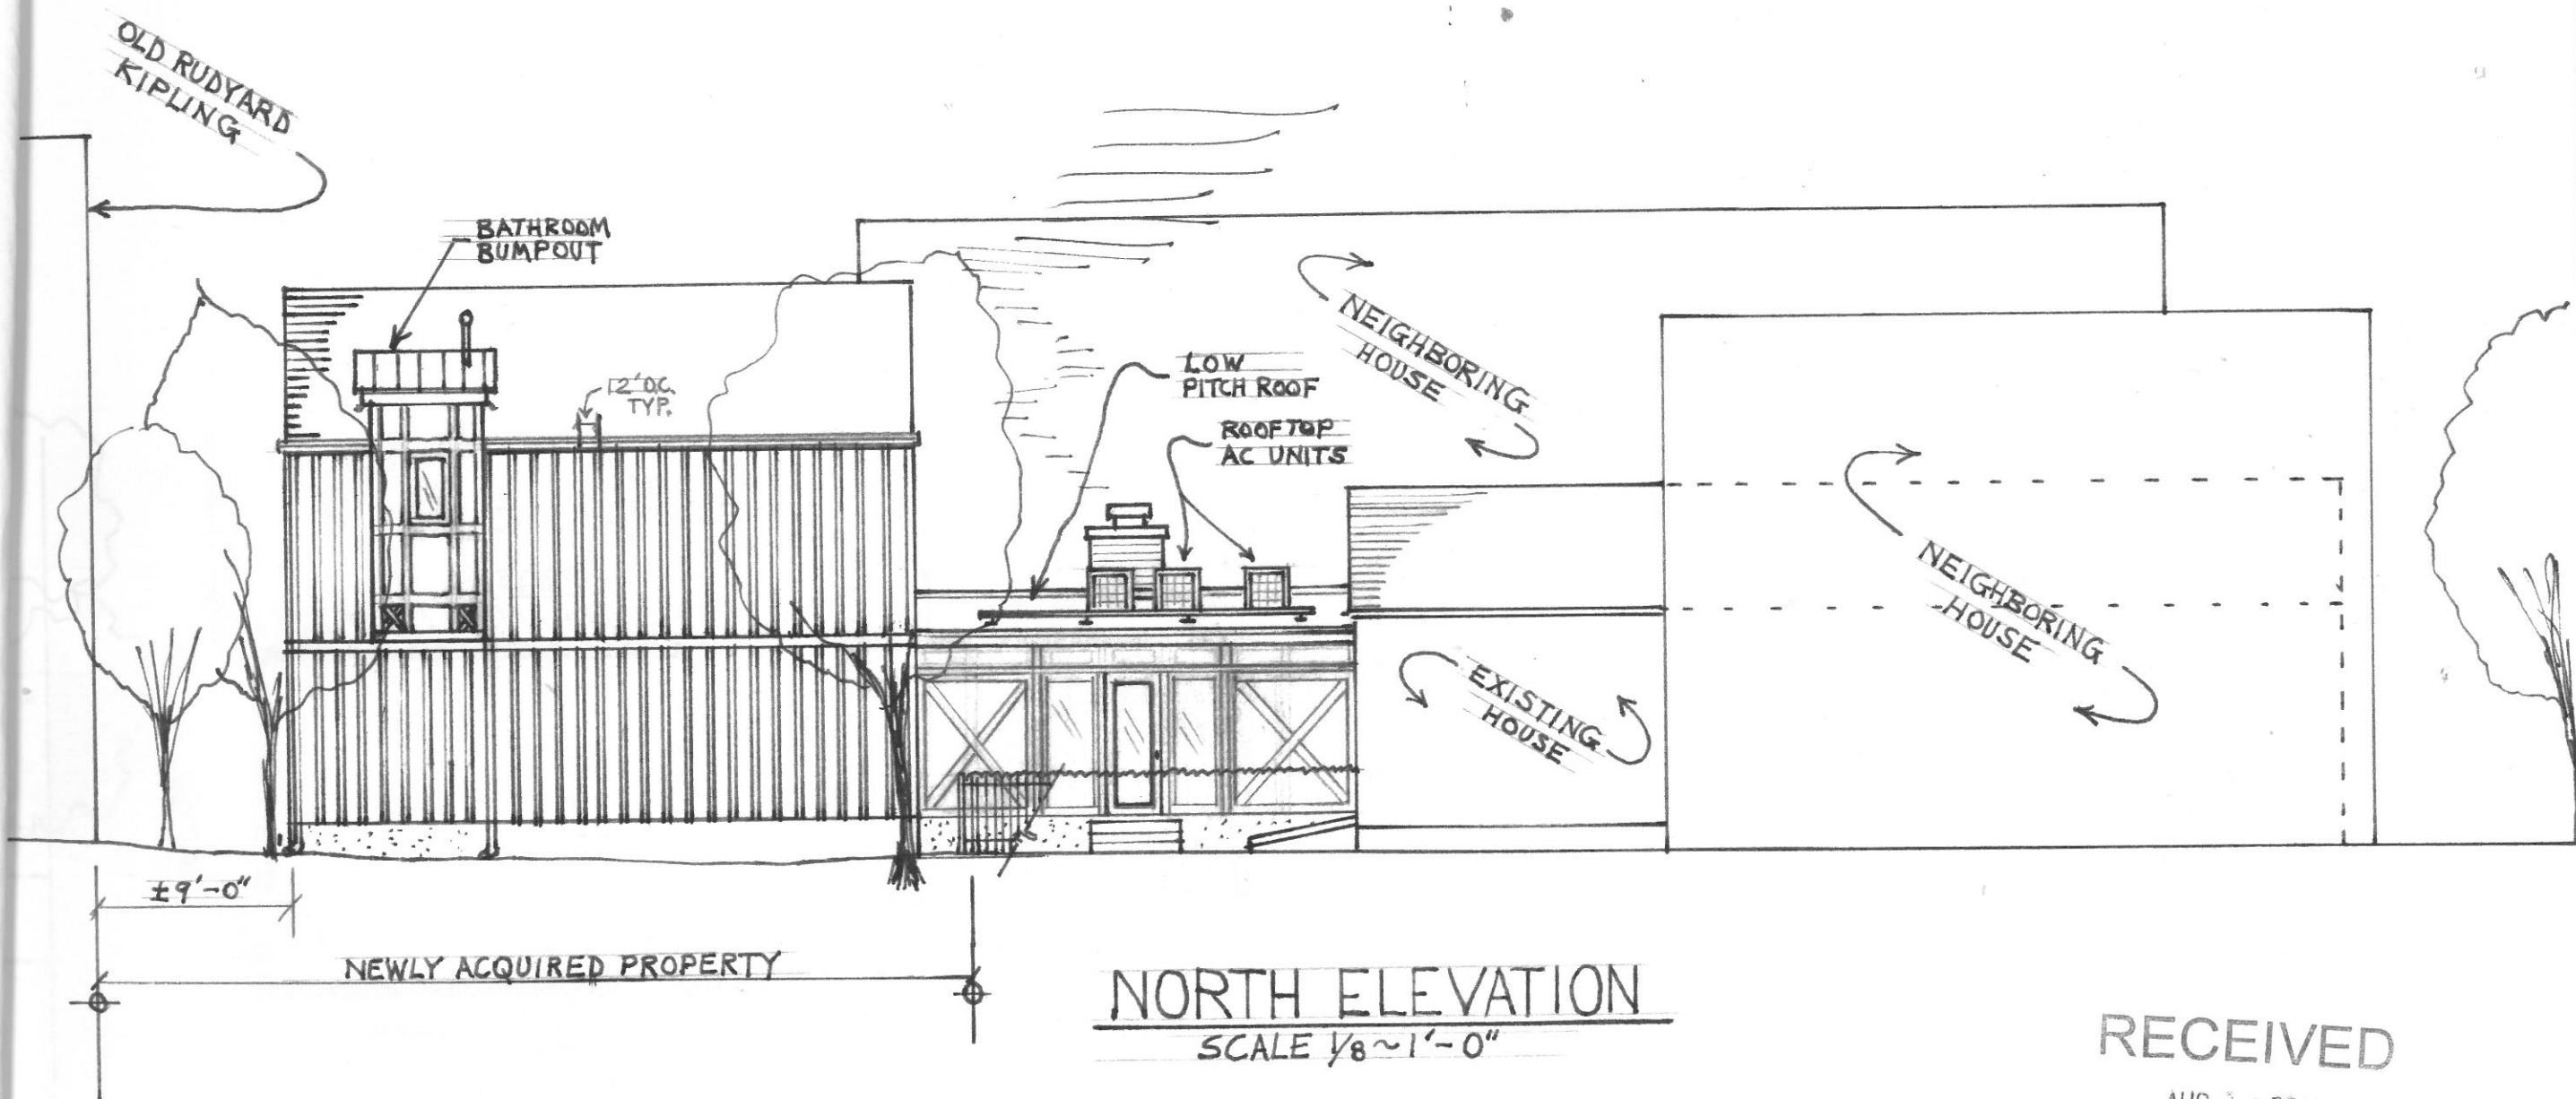 OLD RUDYARD
KIPLING
BATHROOM
BUMPOUT
12" O.C.
TYP.
LOW
PITCH ROOF
ROOFTOP
AC UNITS
NEIGHBORING
HOUSE
NEIGHBORING
HOUSE
EXISTING
HOUSE
±9'-0"
NEWLY ACQUIRED PROPERTY
NORTH ELEVATION
SCALE 1/8~1'-0"
RECEIVED